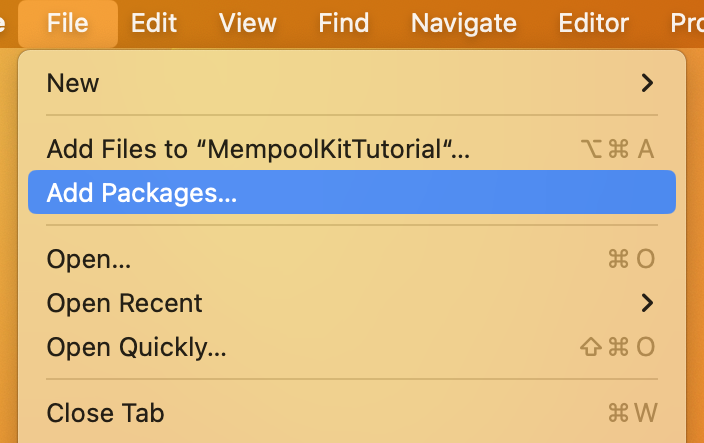 File Edit View Find Navigate Editor
New
Add Files to “MempoolKitTutorial“... ⌥⌘ A
Add Packages...
Open... ⌘ O
Open Recent
Open Quickly... ⇧⌘ O
Close Tab ⌘ W